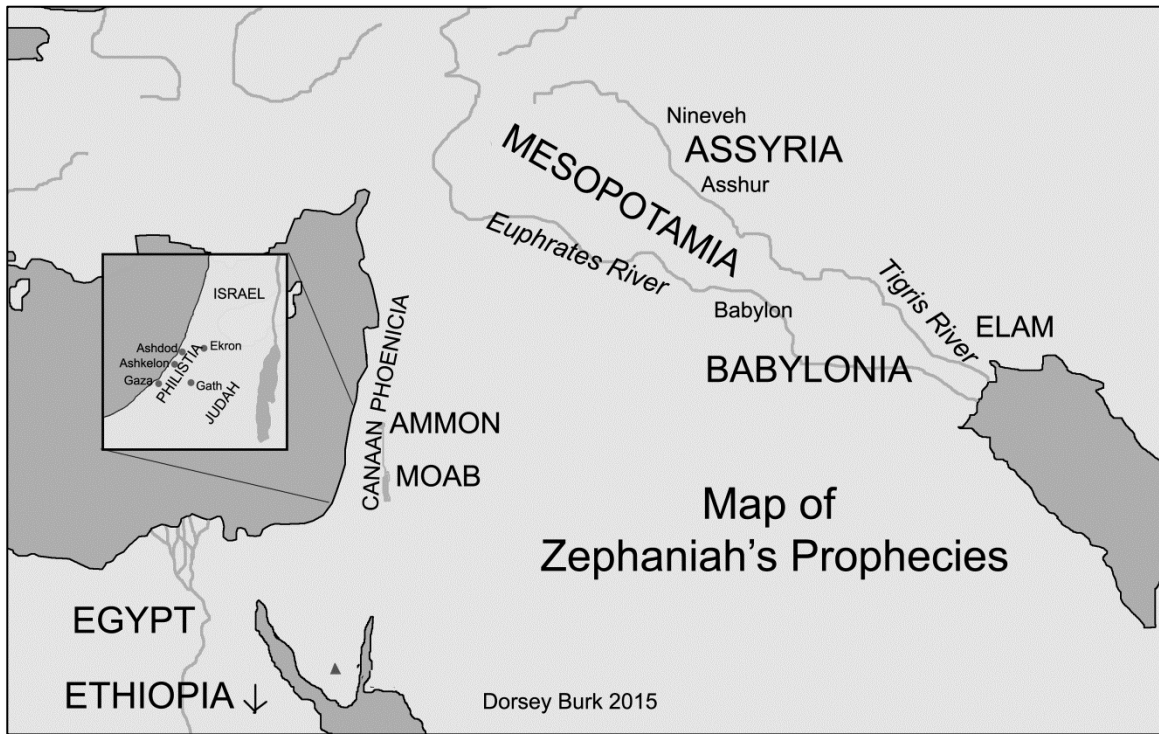 Nineveh
ASSYRIA
Asshur
MESOPOTAMIA
Euphrates River
Tigris River
Babylon
BABYLONIA
ELAM
ISRAEL
Ashdod
Ekron
Ashkelon
Gaza
PHILISTIA
Gath
JUDAH
CANAAN PHOENICIA
AMMON
MOAB
Map of
Zephaniah’s Prophecies
EGYPT
ETHIOPIA ↓
Dorsey Burk 2015